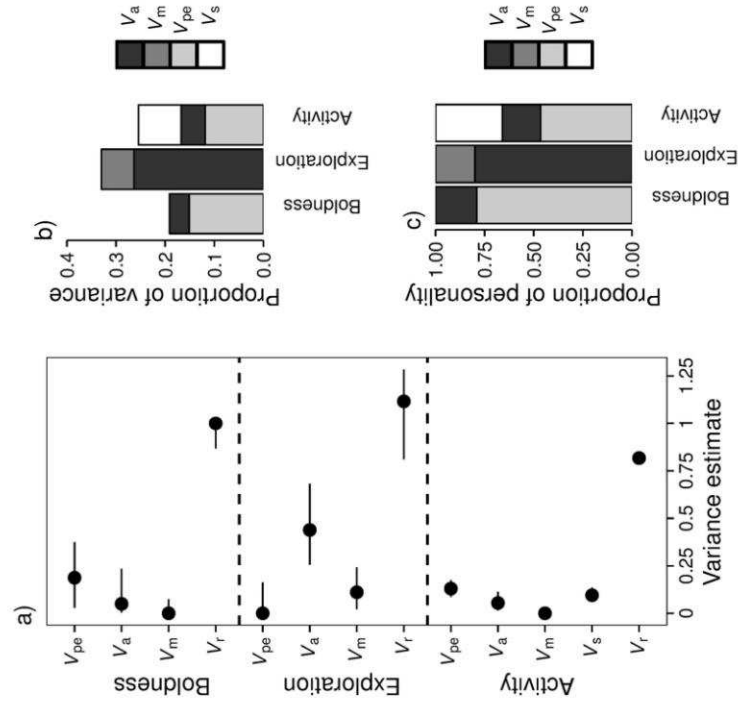 a)
Boldness
Vpe
Va
Vm
Vr
Exploration
Vpe
Va
Vm
Vr
Activity
Vpe
Va
Vm
Vs
Vr
0
0.25
0.5
0.75
1
1.25
Variance estimate
b)
Proportion of variance
0.4
0.3
0.2
0.1
0.0
Boldness
Exploration
Activity
Va
Vm
Vpe
Vs
c)
Proportion of personality
1.00
0.75
0.50
0.25
0.00
Boldness
Exploration
Activity
Va
Vm
Vpe
Vs